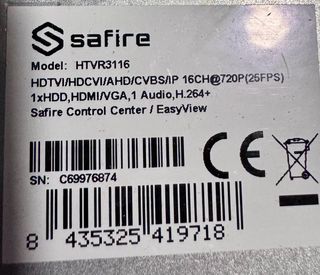 safire
Model: HTVR3116
HDTVI/HDCVI/AHD/CVBS/IP 16CH@720P(25FPS)
1xHDD,HDMI/VGA,1 Audio,H.264+
Safire Control Center / EasyView
CE
SN: C69976874
8 435325 419718